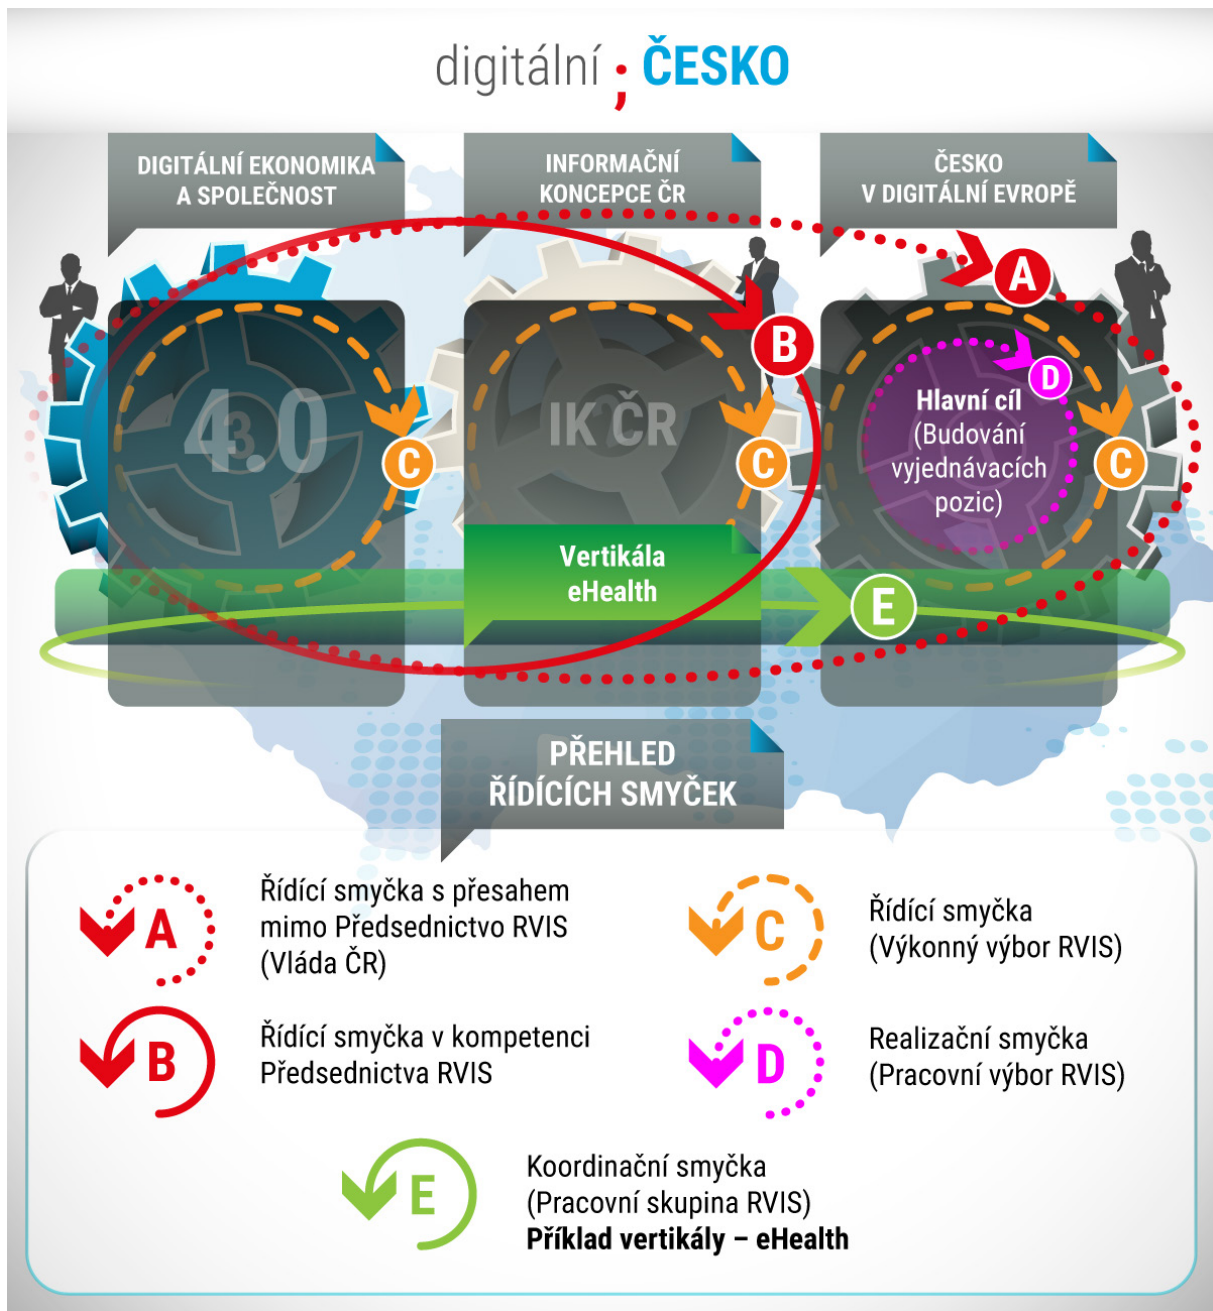 digitální ; ČESKO
DIGITÁLNÍ EKONOMIKA
A SPOLEČNOST
INFORMAČNÍ
KONCEPCE ČR
ČESKO
V DIGITÁLNÍ EVROPĚ
A
B
4.0
3
C
IK ČR
C
D
Hlavní cíl
(Budování
vyjednávacích
pozic)
C
Vertikála
eHealth
E
PŘEHLED
ŘÍDÍCÍCH SMYČEK
A
Řídící smyčka s přesahem
mimo Předsednictvo RVIS
(Vláda ČR)
B
Řídící smyčka v kompetenci
Předsednictva RVIS
C
Řídící smyčka
(Výkonný výbor RVIS)
D
Realizační smyčka
(Pracovní výbor RVIS)
E
Koordinační smyčka
(Pracovní skupina RVIS)
Příklad vertikály – eHealth